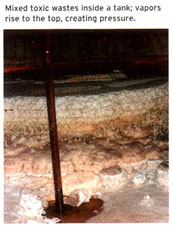 Mixed toxic wastes inside a tank; vapors
rise to the top, creating pressure.